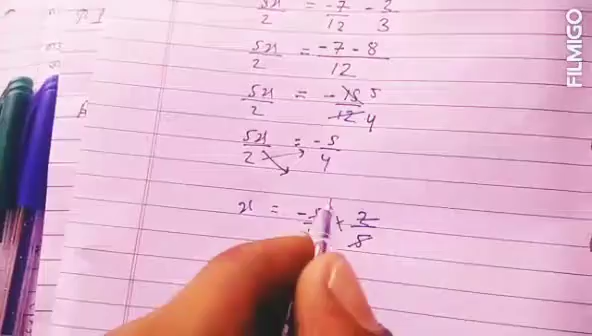 5x/2 = -7/12 - 2/3
5x/2 = -7-8/12
5x/2 = -15 5/12 4
5x/2 = -5/4
x = -5 × 2/5
FILMIGO